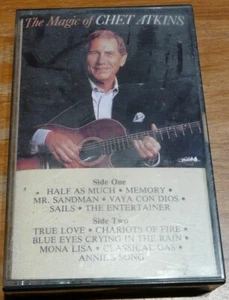 The Magic of CHET ATKINS
Side One
HALF AS MUCH • MEMORY •
MR. SANDMAN • VAYA CON DIOS •
SAILS • THE ENTERTAINER
Side Two
TRUE LOVE • CHARIOTS OF FIRE •
BLUE EYES CRYING IN THE RAIN •
MONA LISA • CLASSICAL GAS •
ANNIE'S SONG